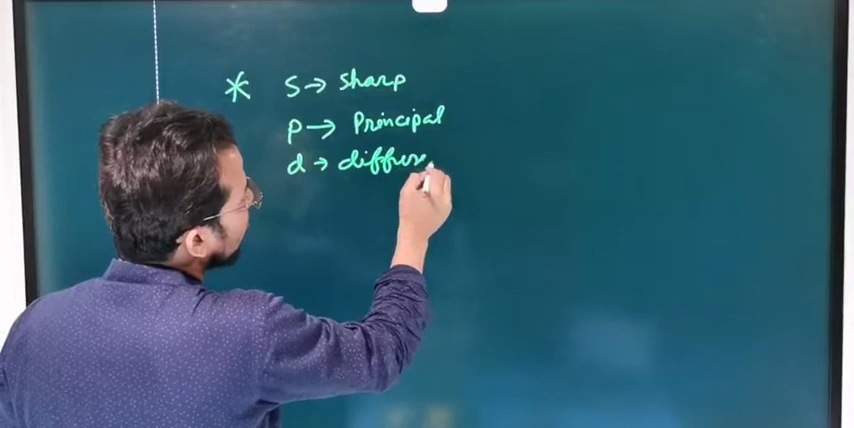 * S → Sharp
P → Principal
d → diffus